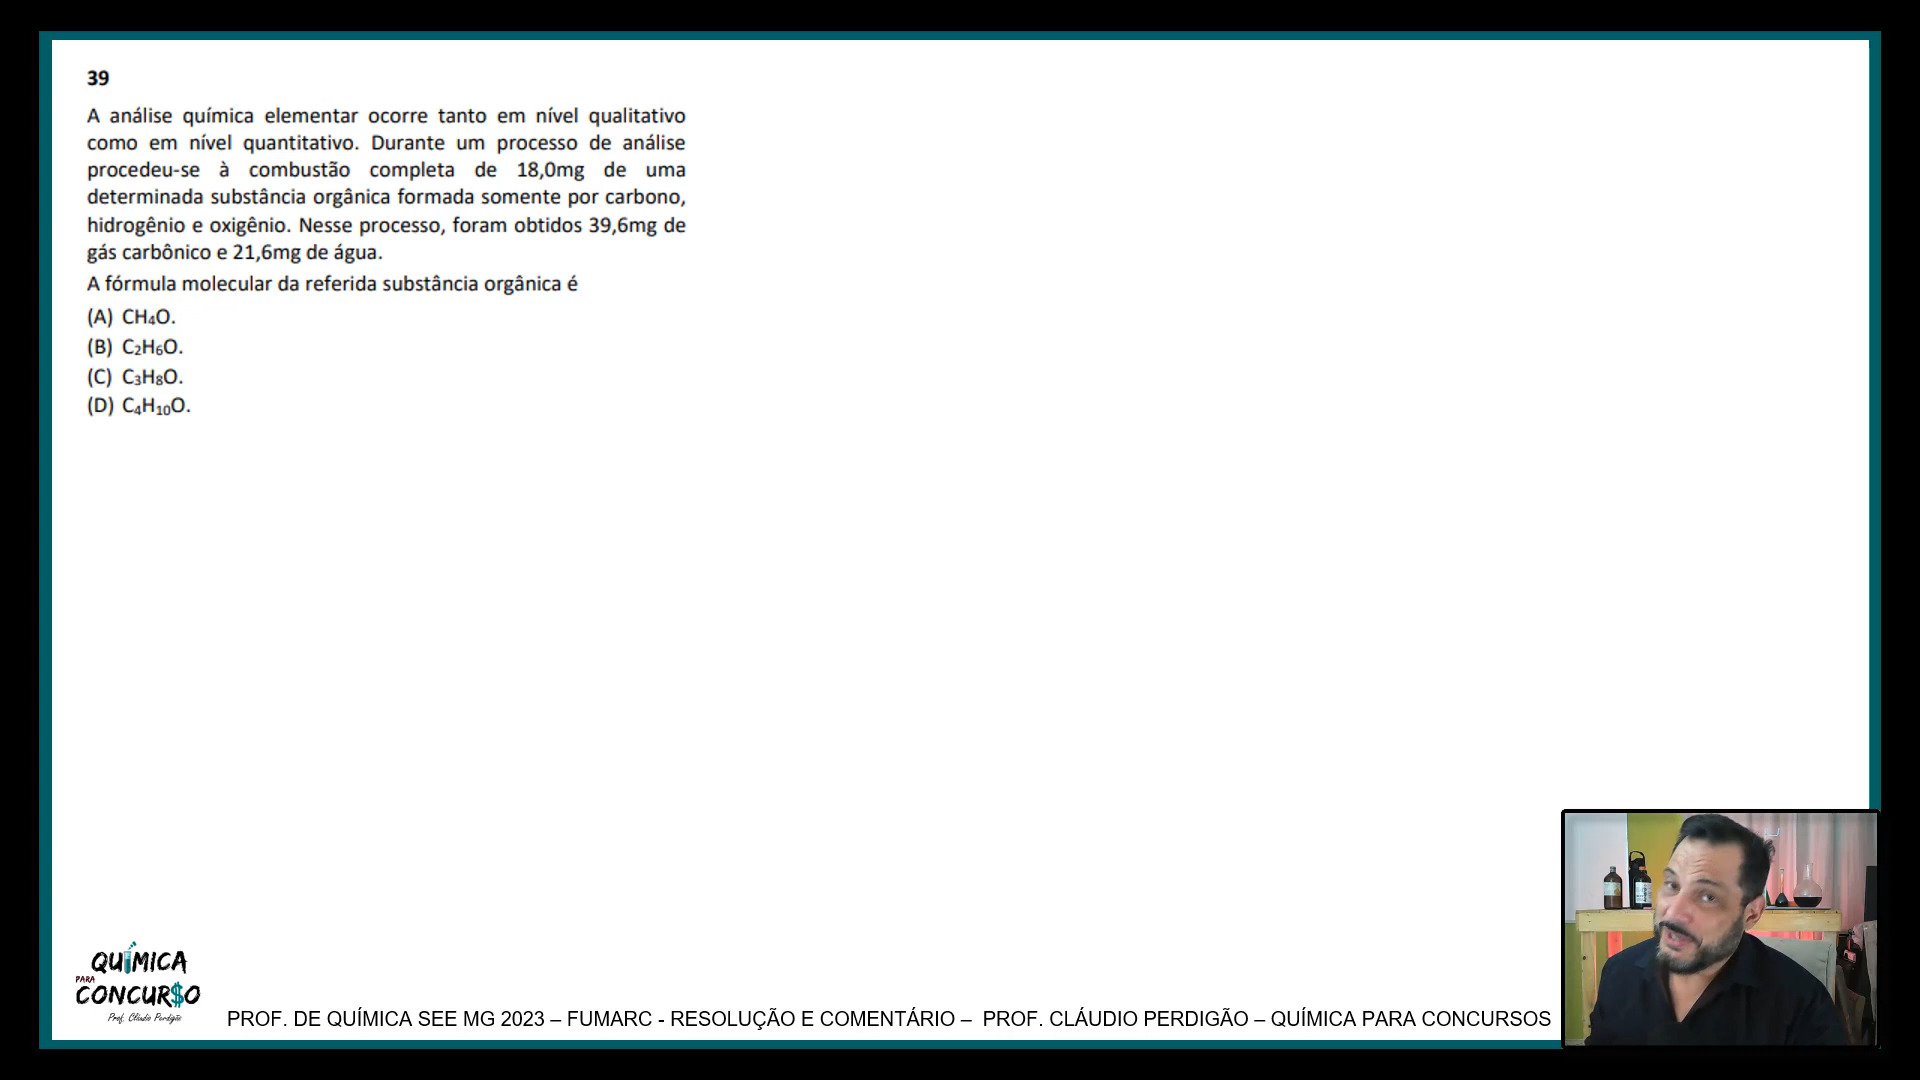 39
A análise química elementar ocorre tanto em nível qualitativo
como em nível quantitativo. Durante um processo de análise
procedeu-se à combustão completa de 18,0mg de uma
determinada substância orgânica formada somente por carbono,
hidrogênio e oxigênio. Nesse processo, foram obtidos 39,6mg de
gás carbônico e 21,6mg de água.
A fórmula molecular da referida substância orgânica é
(A) CH₄O.
(B) C₂H₆O.
(C) C₃H₈O.
(D) C₄H₁₀O.
QUÍMICA
PARA
CONCUR$O
Prof. Cláudio Perdigão
PROF. DE QUÍMICA SEE MG 2023 – FUMARC - RESOLUÇÃO E COMENTÁRIO – PROF. CLÁUDIO PERDIGÃO – QUÍMICA PARA CONCURSOS